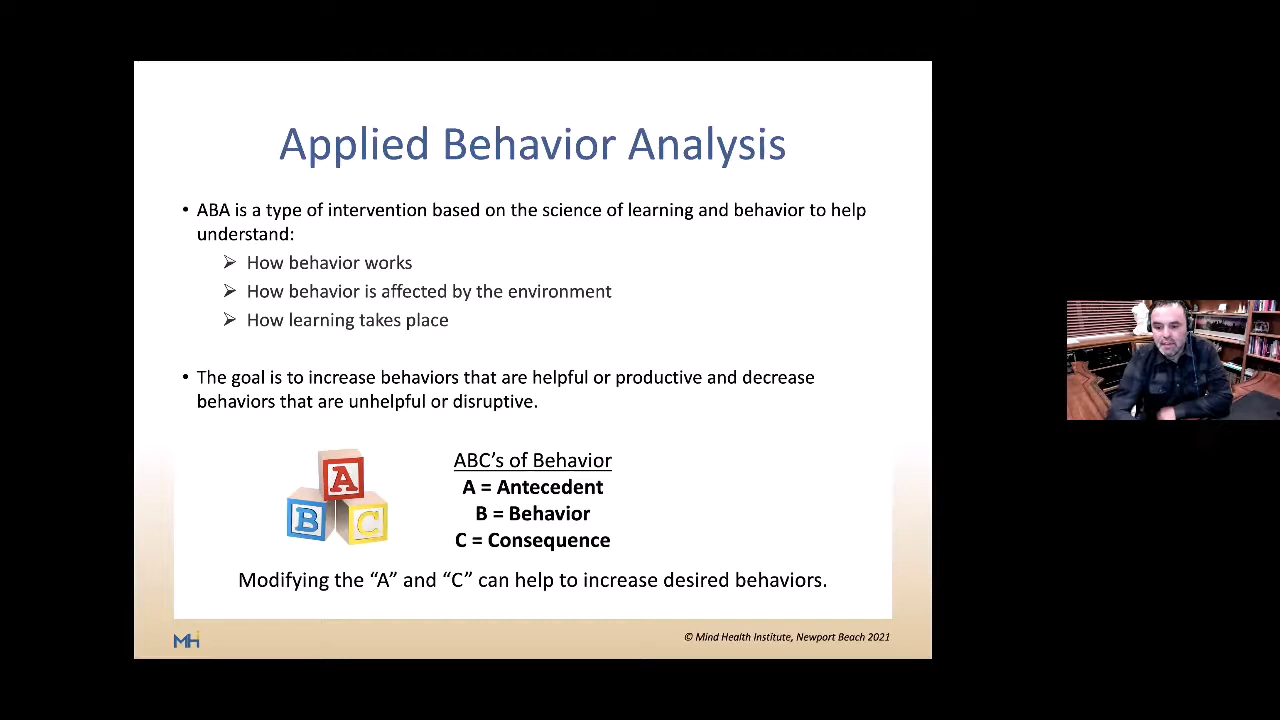 Applied Behavior Analysis
• ABA is a type of intervention based on the science of learning and behavior to help
understand:
➢ How behavior works
➢ How behavior is affected by the environment
➢ How learning takes place
• The goal is to increase behaviors that are helpful or productive and decrease
behaviors that are unhelpful or disruptive.
A
B C
ABC’s of Behavior
A = Antecedent
B = Behavior
C = Consequence
Modifying the “A” and “C” can help to increase desired behaviors.
MHi
© Mind Health Institute, Newport Beach 2021